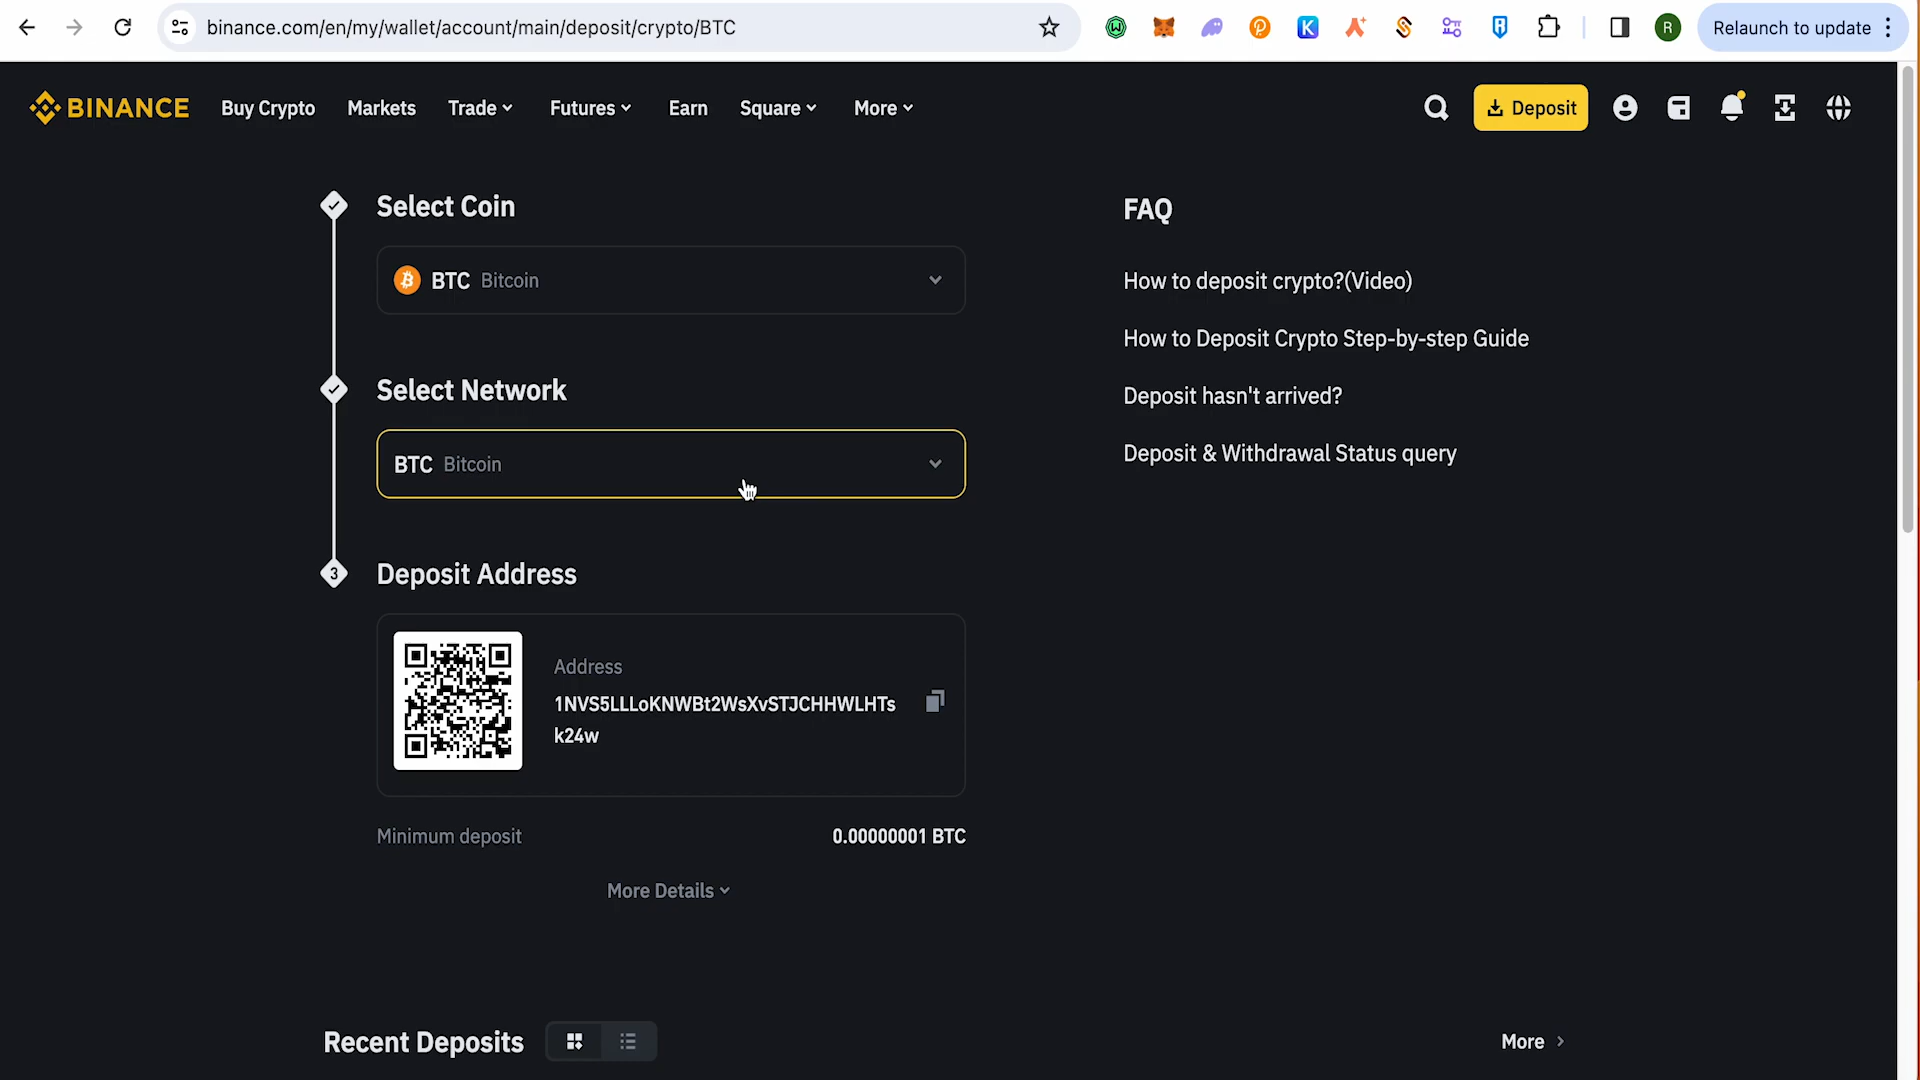 binance.com/en/my/wallet/account/main/deposit/crypto/BTC
R
Relaunch to update
BINANCE
Buy Crypto
Markets
Trade
Futures
Earn
Square
More
Deposit
Select Coin
BTC Bitcoin
Select Network
BTC Bitcoin
3
Deposit Address
Address
1NVS5LLLoKNWBt2WsXvSTJCHHWLHTs
k24w
Minimum deposit
0.00000001 BTC
More Details
FAQ
How to deposit crypto?(Video)
How to Deposit Crypto Step-by-step Guide
Deposit hasn't arrived?
Deposit & Withdrawal Status query
Recent Deposits
More